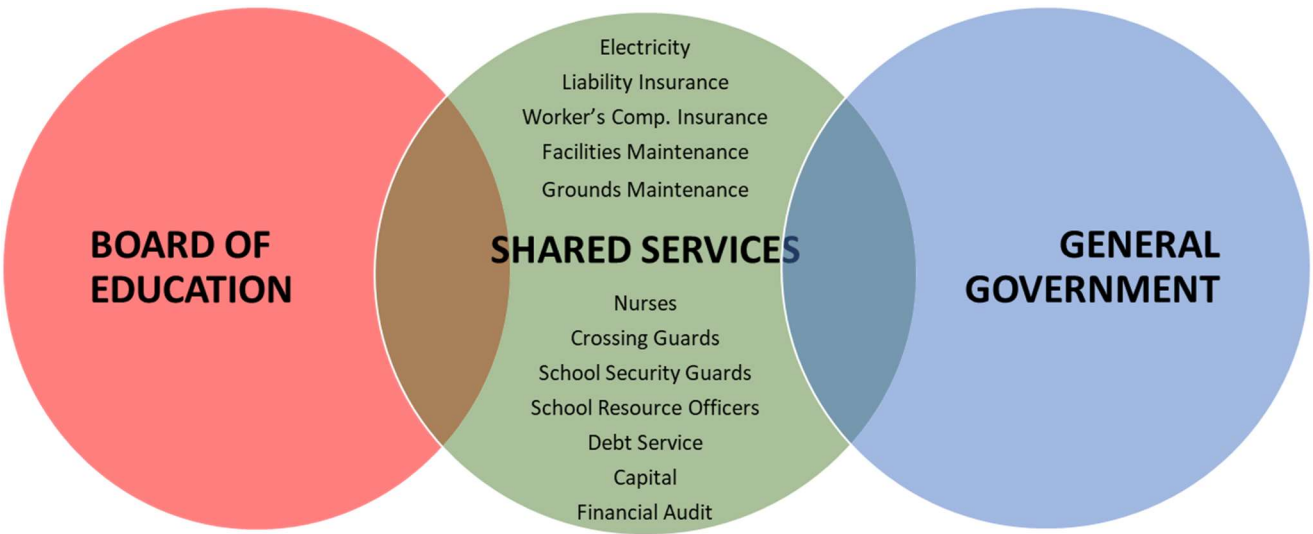 BOARD OF
EDUCATION
Electricity
Liability Insurance
Worker’s Comp. Insurance
Facilities Maintenance
Grounds Maintenance
SHARED SERVICES
Nurses
Crossing Guards
School Security Guards
School Resource Officers
Debt Service
Capital
Financial Audit
GENERAL
GOVERNMENT